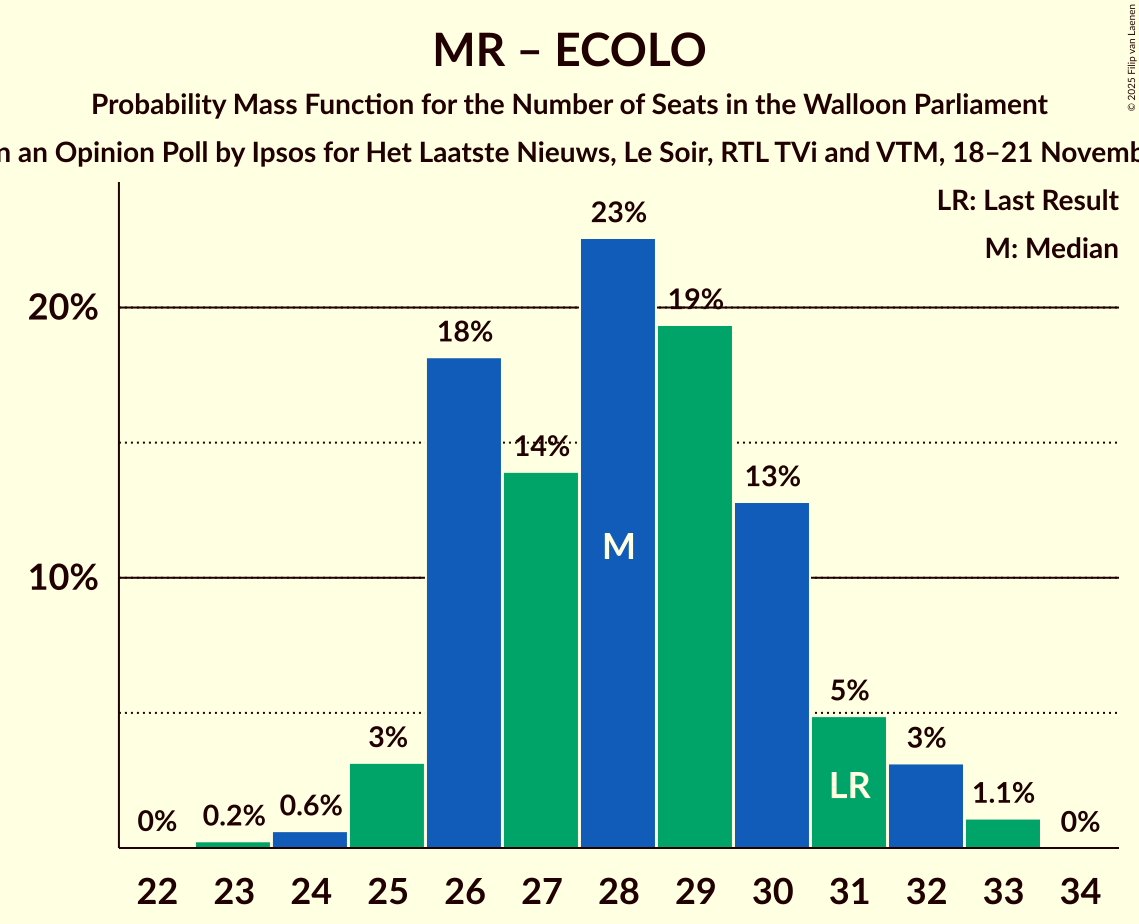 MR – ECOLO
Probability Mass Function for the Number of Seats in the Walloon Parliament
an Opinion Poll by Ipsos for Het Laatste Nieuws, Le Soir, RTL TVi and VTM, 18–21
© 2025 Filip van Laenen
LR: Last Result
M: Median
20%
10%
0%
0.2%
0.6%
3%
18%
14%
23%
19%
13%
5%
3%
1.1%
0%
M
LR
22 23 24 25 26 27 28 29 30 31 32 33 34